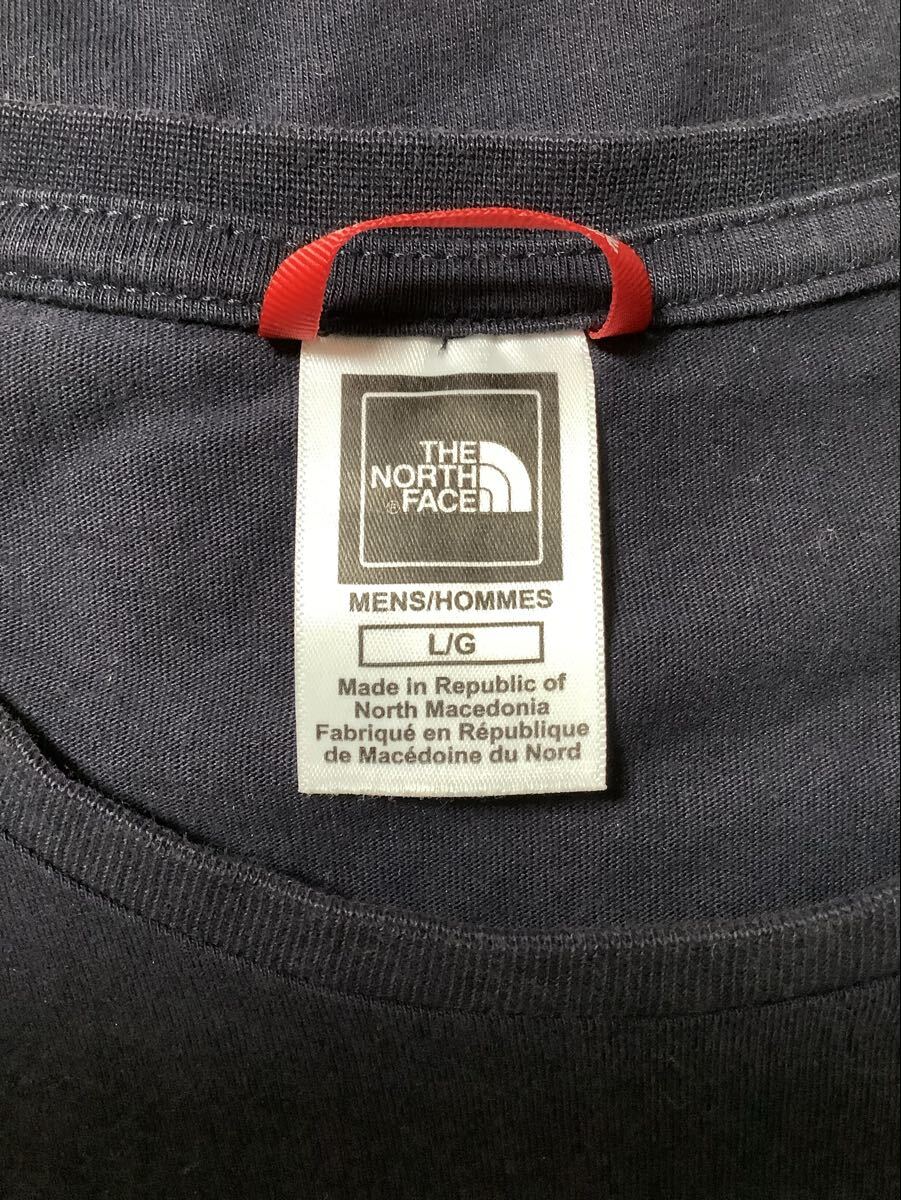 THE
NORTH
® FACE
MENS/HOMMES
L/G
Made in Republic of
North Macedonia
Fabriqué en République
de Macédoine du Nord